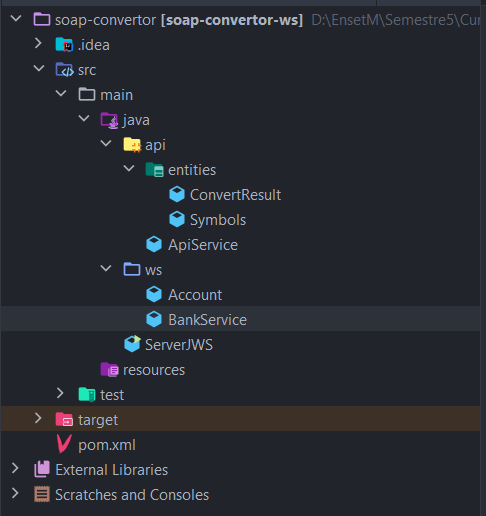 soap-convertor [soap-convertor-ws] D:\EnsetM\Semestre5\Cur
.idea
src
main
java
api
entities
ConvertResult
Symbols
ApiService
ws
Account
BankService
ServerJWS
resources
test
target
pom.xml
External Libraries
Scratches and Consoles